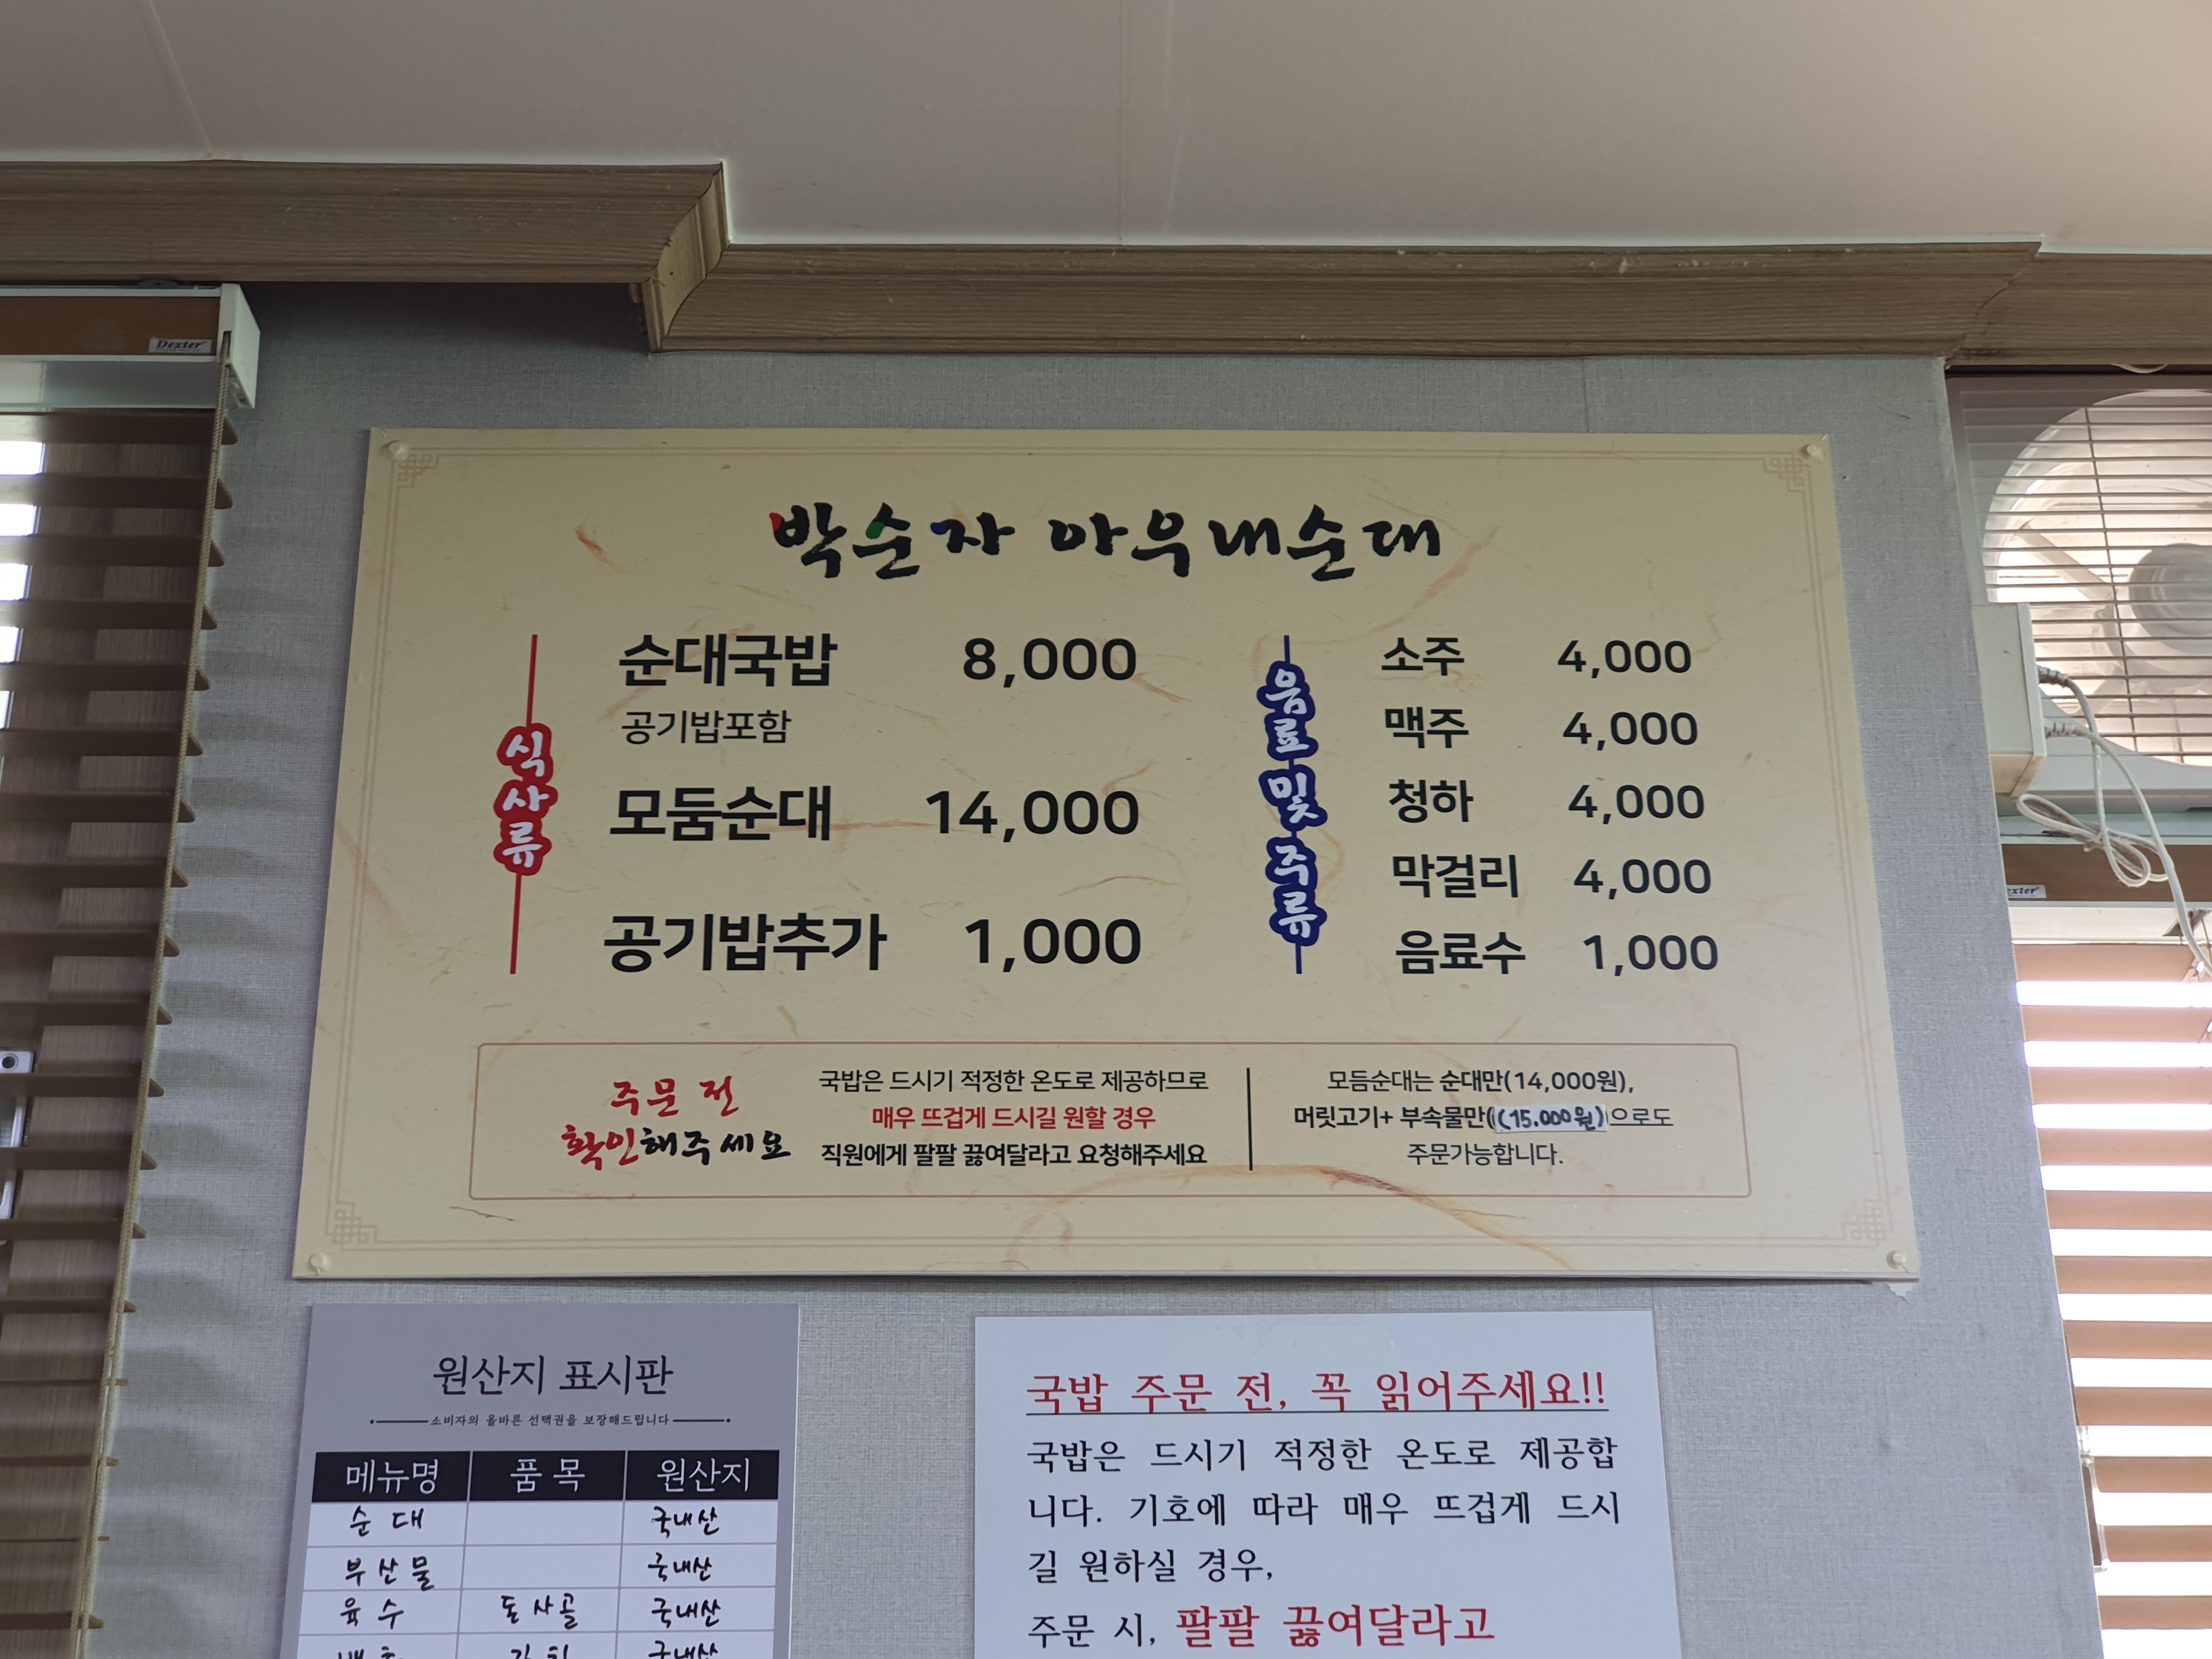 Dexter
박순자 아우내순대
식사류
순대국밥 8,000
공기밥포함
모둠순대 14,000
공기밥추가 1,000
음료 및 주류
소주 4,000
맥주 4,000
청하 4,000
막걸리 4,000
음료수 1,000
주문 전
확인해주세요
국밥은 드시기 적정한 온도로 제공하므로
매우 뜨겁게 드시길 원할 경우
직원에게 팔팔 끓여달라고 요청해주세요
모듬순대는 순대만(14,000원),
머릿고기+ 부속물만((15.000원))으로도
주문가능합니다.
원산지 표시판
소비자의 올바른 선택권을 보장해드립니다
메뉴명 품 목 원산지
순 대 국내산
부산물 국내산
육수 돈사골 국내산
국밥 주문 전, 꼭 읽어주세요!!
국밥은 드시기 적정한 온도로 제공합
니다. 기호에 따라 매우 뜨겁게 드시
길 원하실 경우,
주문 시, 팔팔 끓여달라고